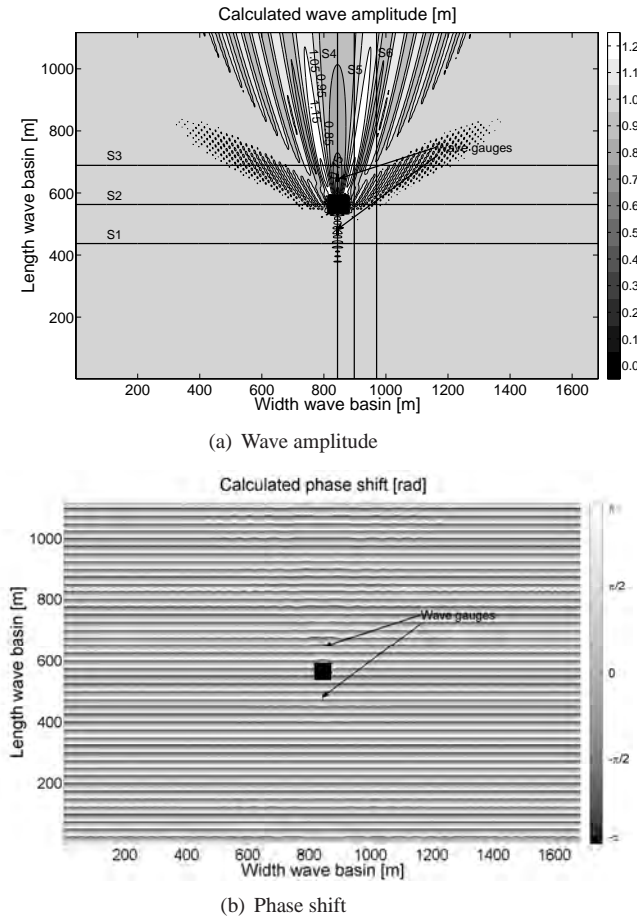 Calculated wave amplitude [m]
1000
800
600
400
200
Length wave basin [m]
S4
S5
S6
1.05
0.95
1.15
0.85
S3
S2
S1
Wave gauges
200
400
600
800
1000
1200
1400
1600
Width wave basin [m]
1.2
1.2
1.1
1.0
0.9
0.8
0.7
0.6
0.5
0.4
0.3
0.2
0.1
0.0
(a) Wave amplitude
Calculated phase shift [rad]
1000
800
600
400
200
Length wave basin [m]
Wave gauges
200
400
600
800
1000
1200
1400
1600
Width wave basin [m]
π/2
0
-π/2
(b) Phase shift